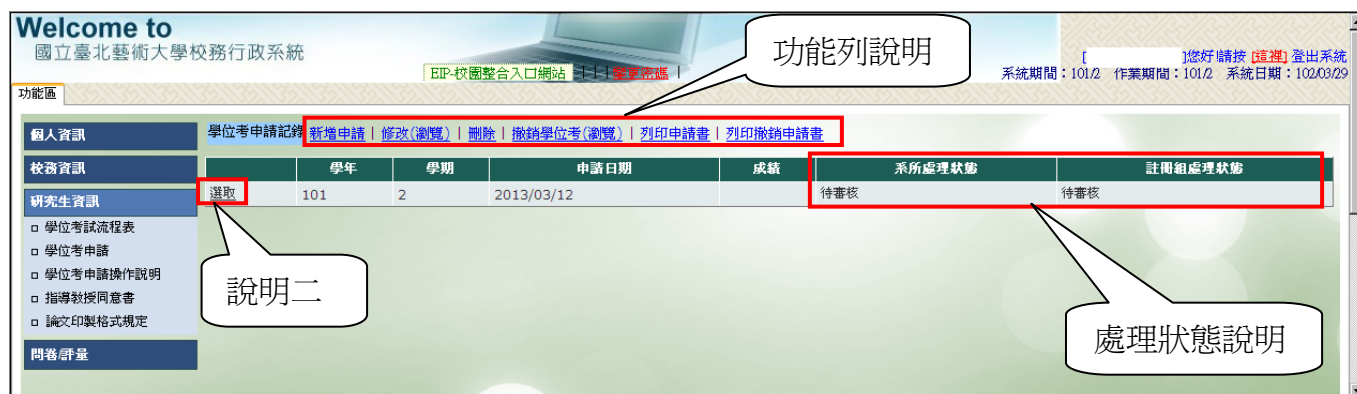 Welcome to
國立臺北藝術大學校務行政系統
功能列說明
EIP-校園整合入口網站 | | | 變更密碼 |
[ ]您好!請按 [這裡] 登出系統
系統期間：101/2 作業期間：101/2 系統日期：102/03/29
功能區
個人資訊
校務資訊
研究生資訊
學位考試流程表
學位考申請
學位考申請操作說明
指導教授同意書
論文印製格式規定
問卷/評量
學位考申請記錄 新增申請 | 修改(瀏覽) | 刪除 | 撤銷學位考(瀏覽) | 列印申請書 | 列印撤銷申請書
學年 學期 申請日期 成績 系所處理狀態 註冊組處理狀態
選取 101 2 2013/03/12 待審核 待審核
說明二
處理狀態說明